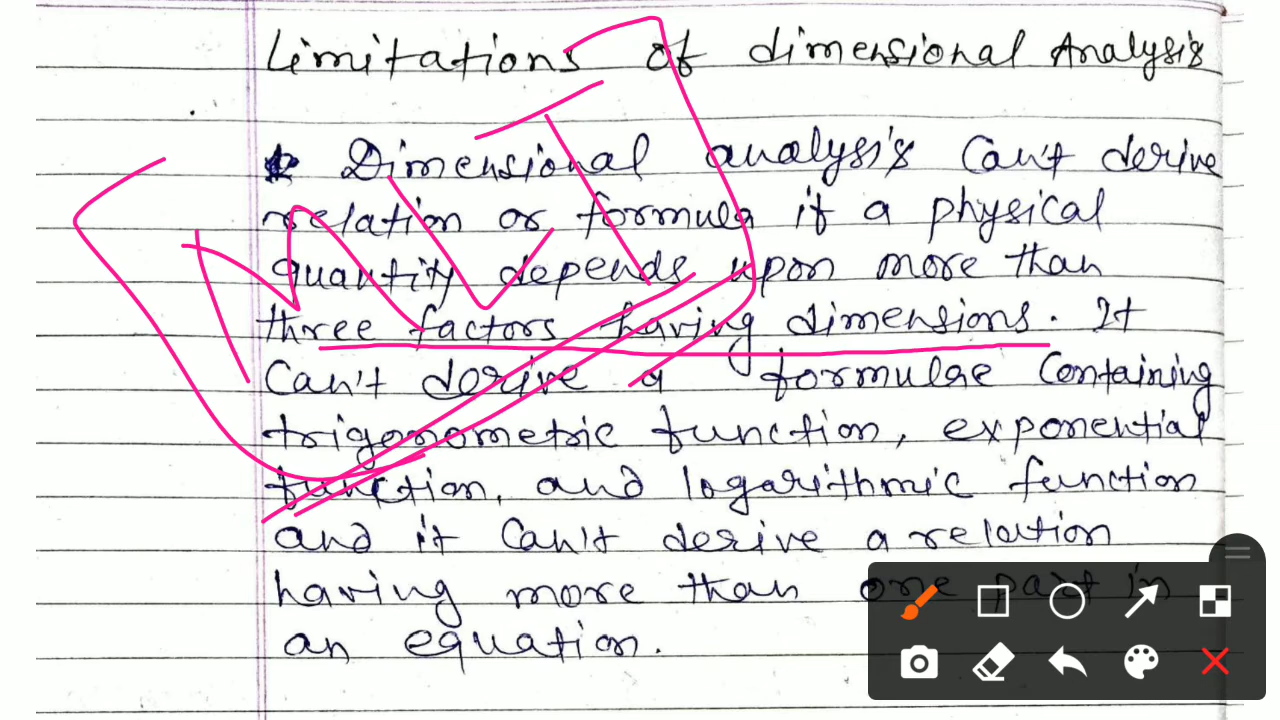 Limitations of dimensional Analysis
Dimensional analysis can't derive
relation or formula if a physical
quantity depends upon more than
three factors having dimensions. It
Can't derive a formulae Containing
trigonometric function, exponential
function, and logarithmic function
and it can't derive a relation
having more than one part in
an equation.